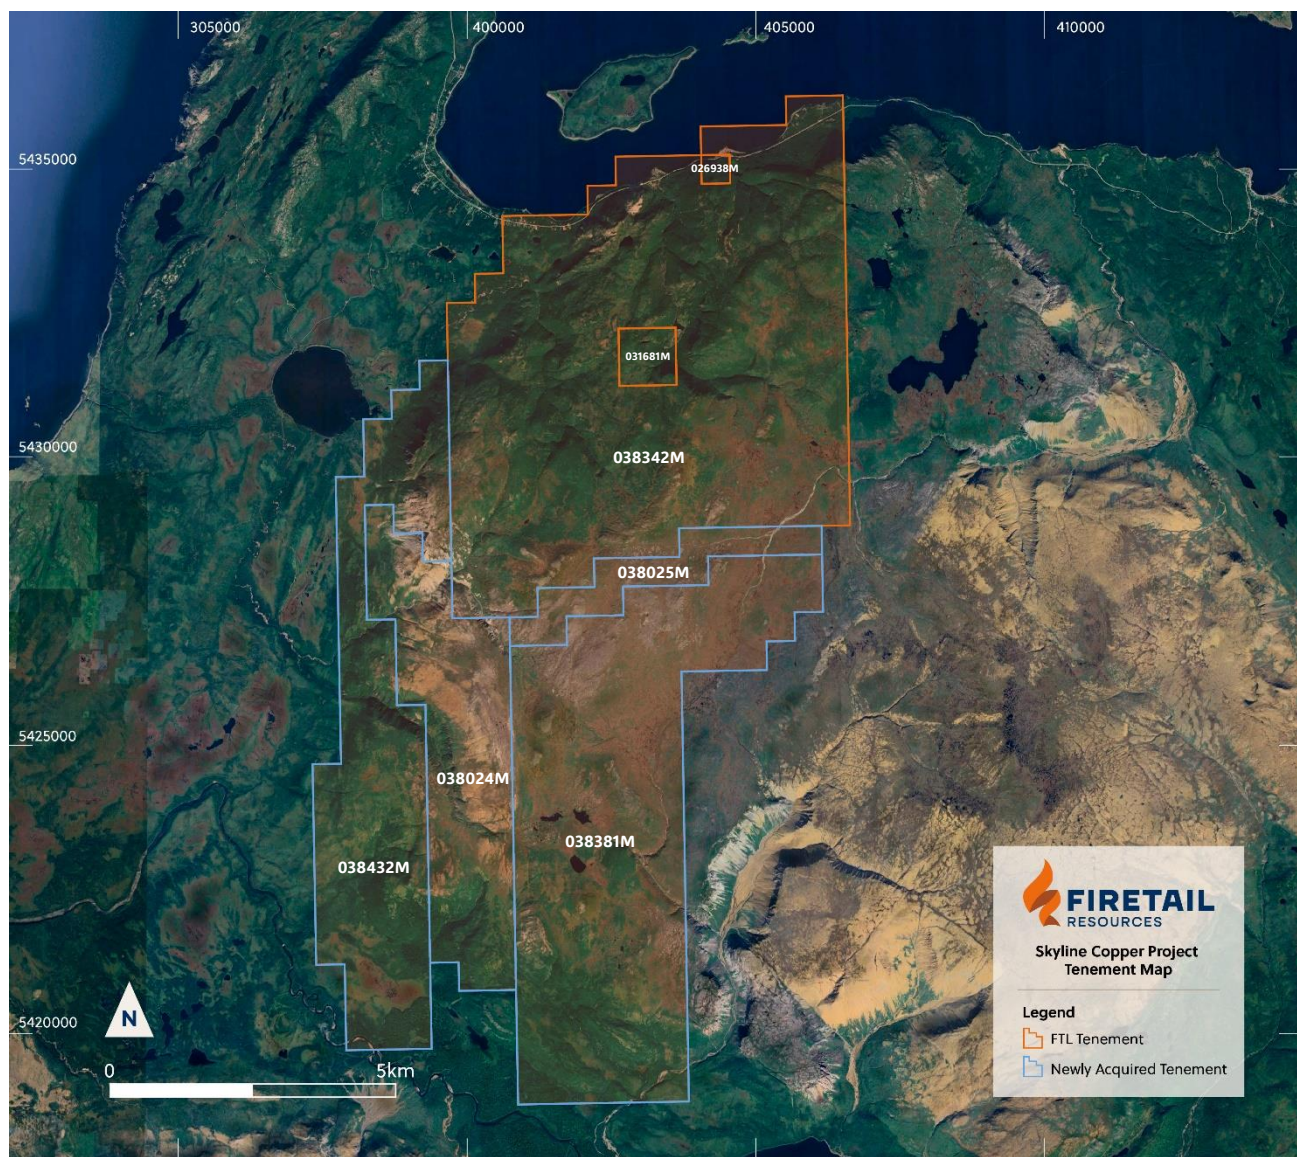 305000
400000
405000
410000
5435000
026938M
031681M
5430000
038342M
038025M
5425000
038024M
038381M
038432M
FIRETAIL
RESOURCES
Skyline Copper Project
Tenement Map
Legend
FTL Tenement
Newly Acquired Tenement
N
5420000
0
5km